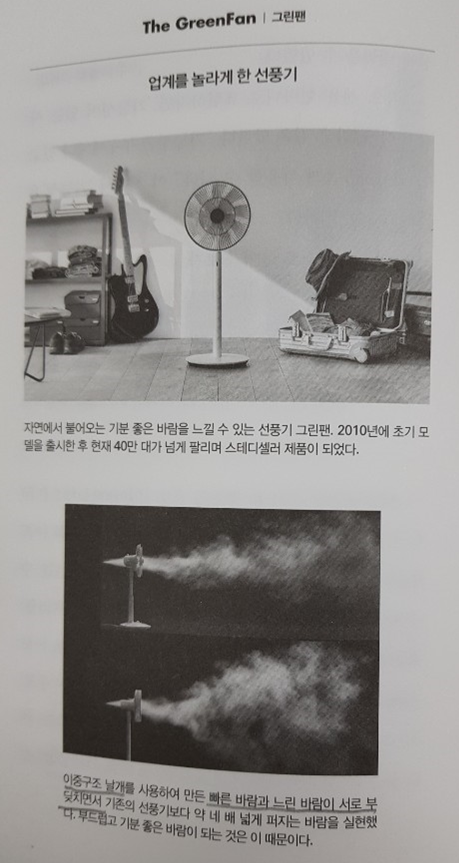 The GreenFan | 그린팬
업계를 놀라게 한 선풍기
자연에서 불어오는 기분 좋은 바람을 느낄 수 있는 선풍기 그린팬. 2010년에 초기 모
델을 출시한 후 현재 40만 대가 넘게 팔리며 스테디셀러 제품이 되었다.
이중구조 날개를 사용하여 만든 빠른 바람과 느린 바람이 서로 부
딪치면서 기존의 선풍기보다 약 네 배 넓게 퍼지는 바람을 실현했
다. 부드럽고 기분 좋은 바람이 되는 것은 이 때문이다.